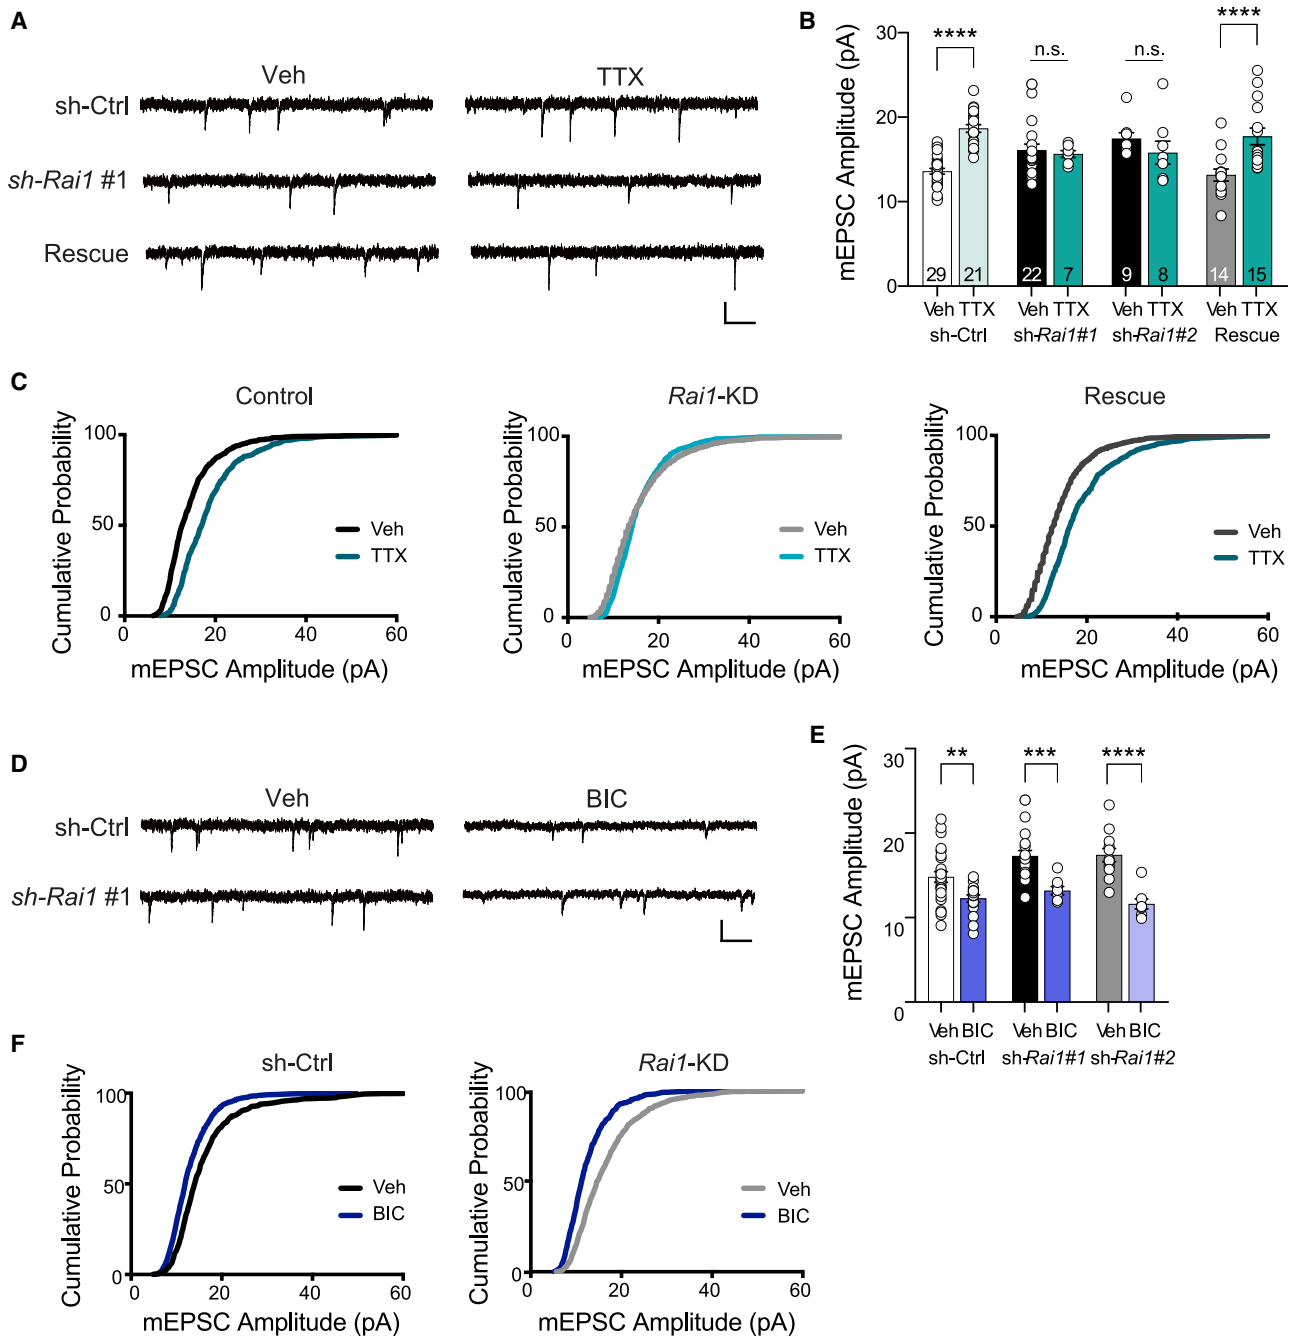 A
Veh
TTX
sh-Ctrl
sh-Rai1 #1
Rescue
B
mEPSC Amplitude (pA)
30
20
10
0
****
n.s.
n.s.
****
29
21
22
7
9
8
14
15
Veh TTX
Veh TTX
Veh TTX
Veh TTX
sh-Ctrl
sh-Rai1#1
sh-Rai1#2
Rescue
C
Control
Cumulative Probability
100
50
0
Veh
TTX
0
20
40
60
mEPSC Amplitude (pA)
Rai1-KD
Cumulative Probability
100
50
0
Veh
TTX
0
20
40
60
mEPSC Amplitude (pA)
Rescue
Cumulative Probability
100
50
0
Veh
TTX
0
20
40
60
mEPSC Amplitude (pA)
D
Veh
BIC
sh-Ctrl
sh-Rai1 #1
E
mEPSC Amplitude (pA)
30
20
10
0
**
***
****
Veh BIC
Veh BIC
Veh BIC
sh-Ctrl
sh-Rai1#1
sh-Rai1#2
F
sh-Ctrl
Cumulative Probability
100
50
0
Veh
BIC
0
20
40
60
mEPSC Amplitude (pA)
Rai1-KD
Cumulative Probability
100
50
0
Veh
BIC
0
20
40
60
mEPSC Amplitude (pA)